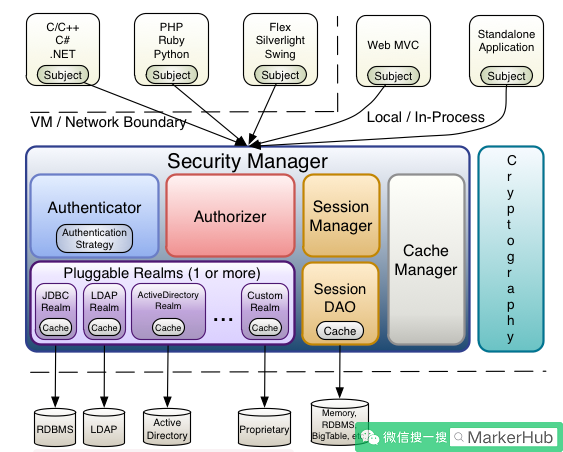 C/C++
C#
.NET
Subject
PHP
Ruby
Python
Subject
Flex
Silverlight
Swing
Subject
Web MVC
Subject
Standalone
Application
Subject
VM / Network Boundary
Local / In-Process
Security Manager
Authenticator
Authentication
Strategy
Authorizer
Session
Manager
Cache
Manager
Cryptography
Pluggable Realms (1 or more)
JDBC
Realm
Cache
LDAP
Realm
Cache
ActiveDirectory
Realm
Cache
...
Custom
Realm
Cache
Session
DAO
Cache
RDBMS
LDAP
Active
Directory
Proprietary
Memory,
RDBMS,
BigTable, et
微信搜一搜
MarkerHub